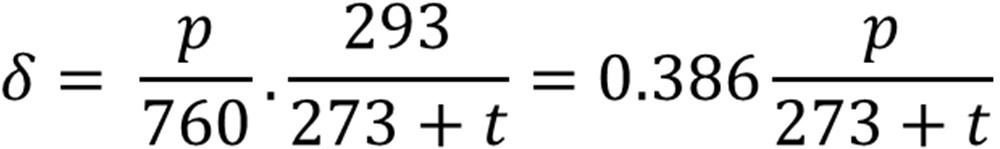 δ = p/760 . 293/(273 + t) = 0.386 p/(273 + t)